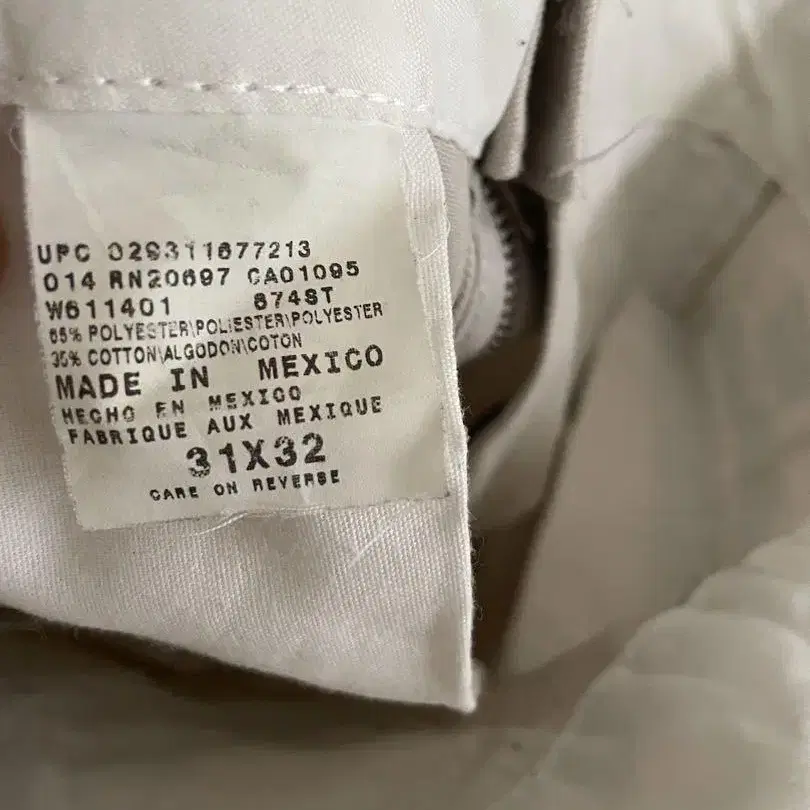 UPC 029311677213
014 RN20697 CA01095
W611401 874ST
65% POLYESTER\POLIESTER\POLYESTER
35% COTTON\ALGODON\COTON
MADE IN MEXICO
HECHO EN MEXICO
FABRIQUE AUX MEXIQUE
31X32
CARE ON REVERSE